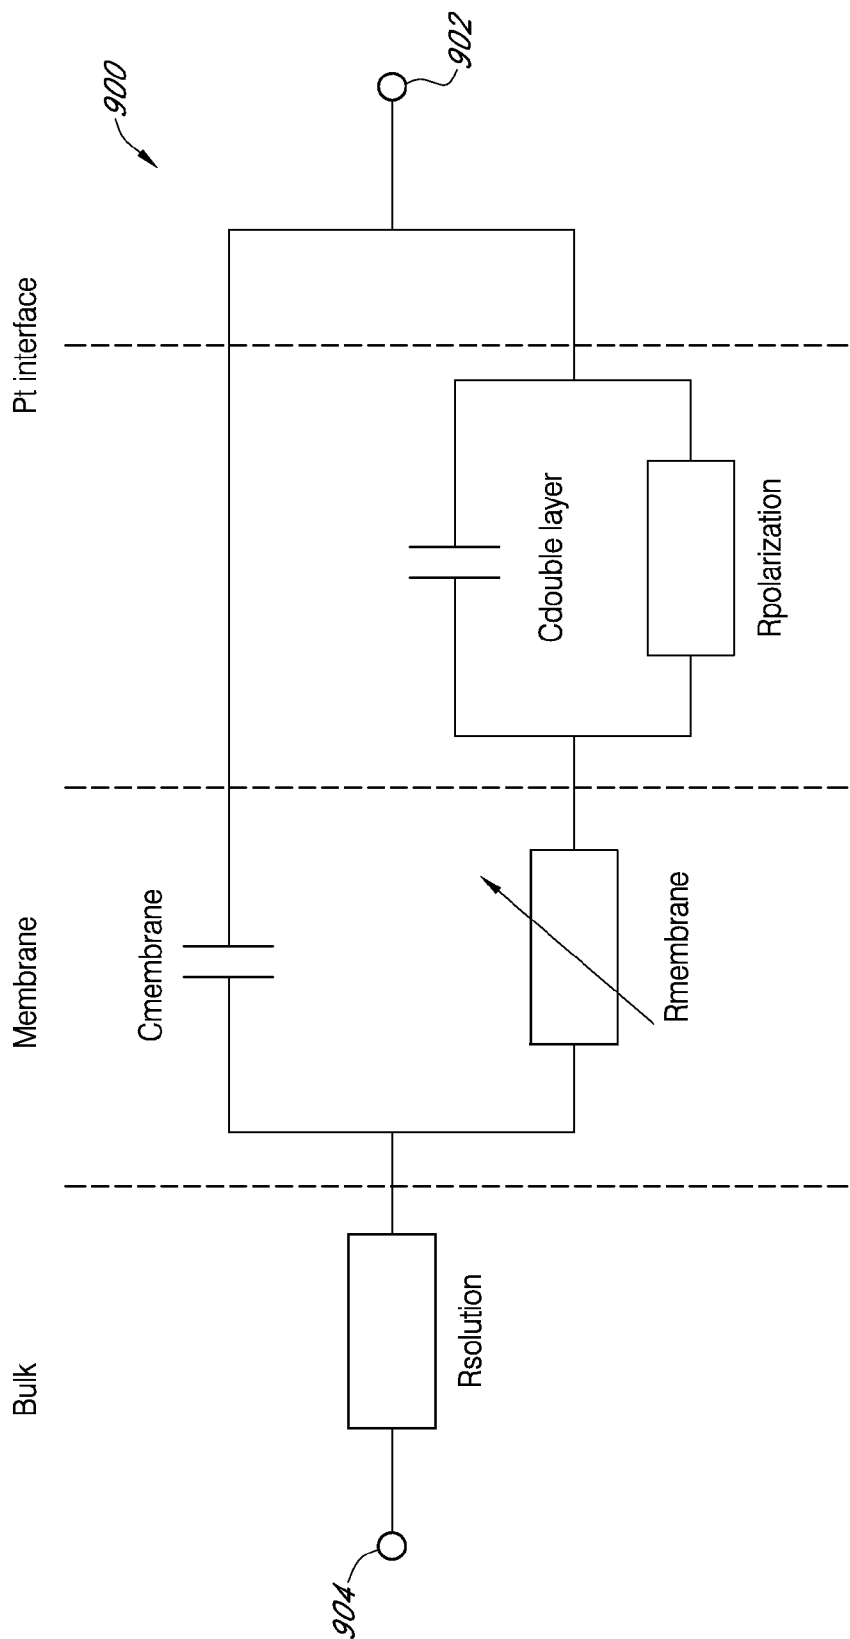 900
902
Bulk
Membrane
Pt interface
Cmembrane
Cdouble layer
Rsolution
Rmembrane
Rpolarization
904